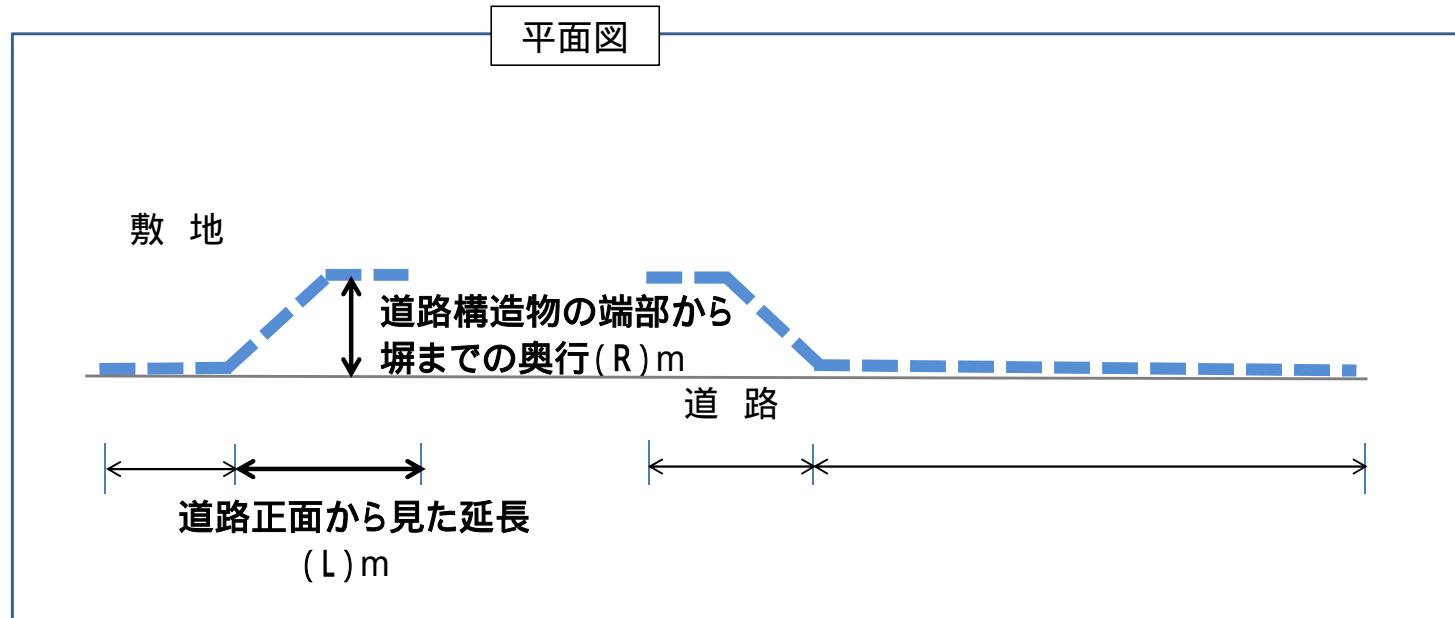 平面図
敷 地
道路構造物の端部から
塀までの奥行(R)m
道 路
道路正面から見た延長
(L)m